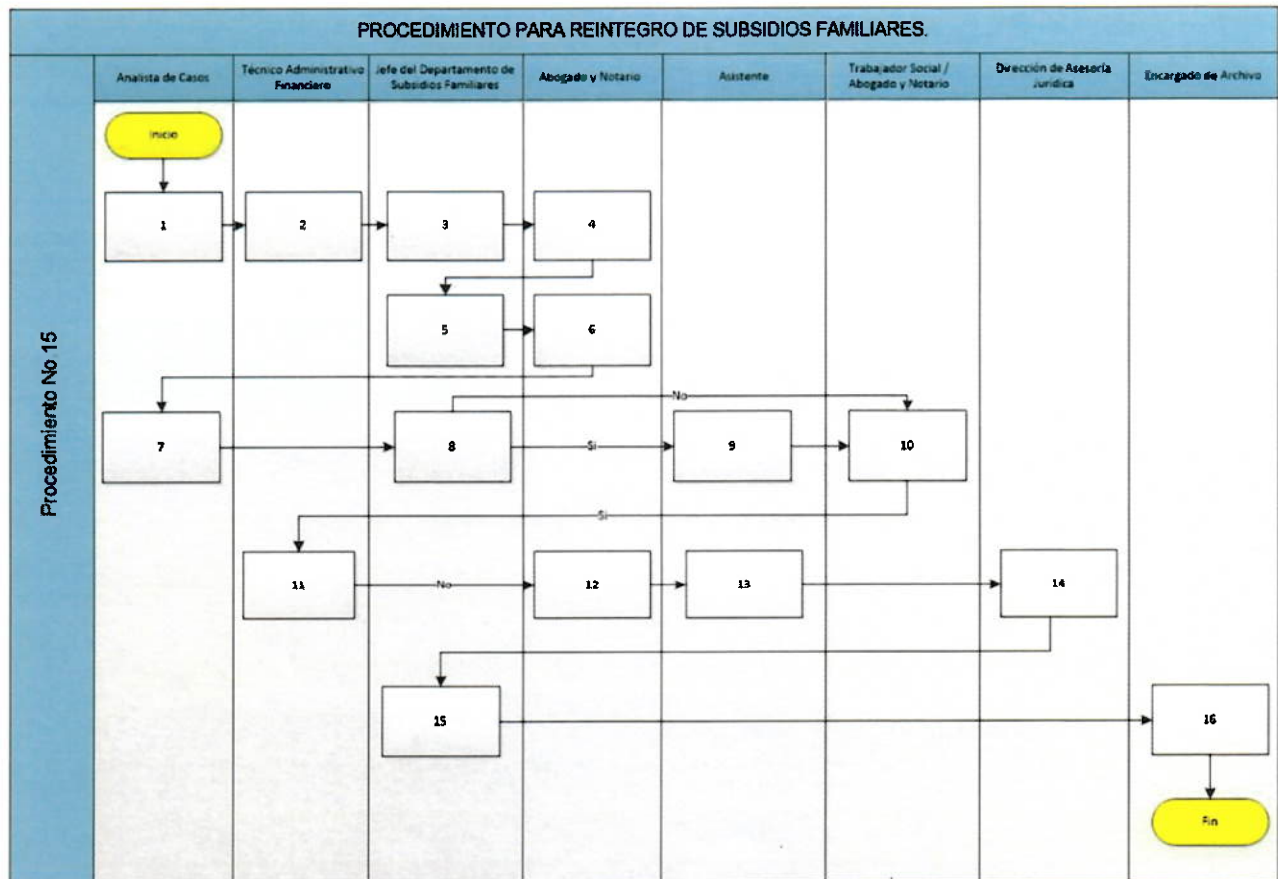 PROCEDIMIENTO PARA REINTEGRO DE SUBSIDIOS FAMILIARES.
Procedimiento No 15
Analista de Casos
Técnico Administrativo
Financiero
Jefe del Departamento de
Subsidios Familiares
Abogado y Notario
Asistente
Trabajador Social /
Abogado y Notario
Dirección de Asesoría
Jurídica
Encargado de Archivo
Inicio
1
2
3
4
5
6
No
7
8
Si
9
10
Si
11
No
12
13
14
15
16
Fin